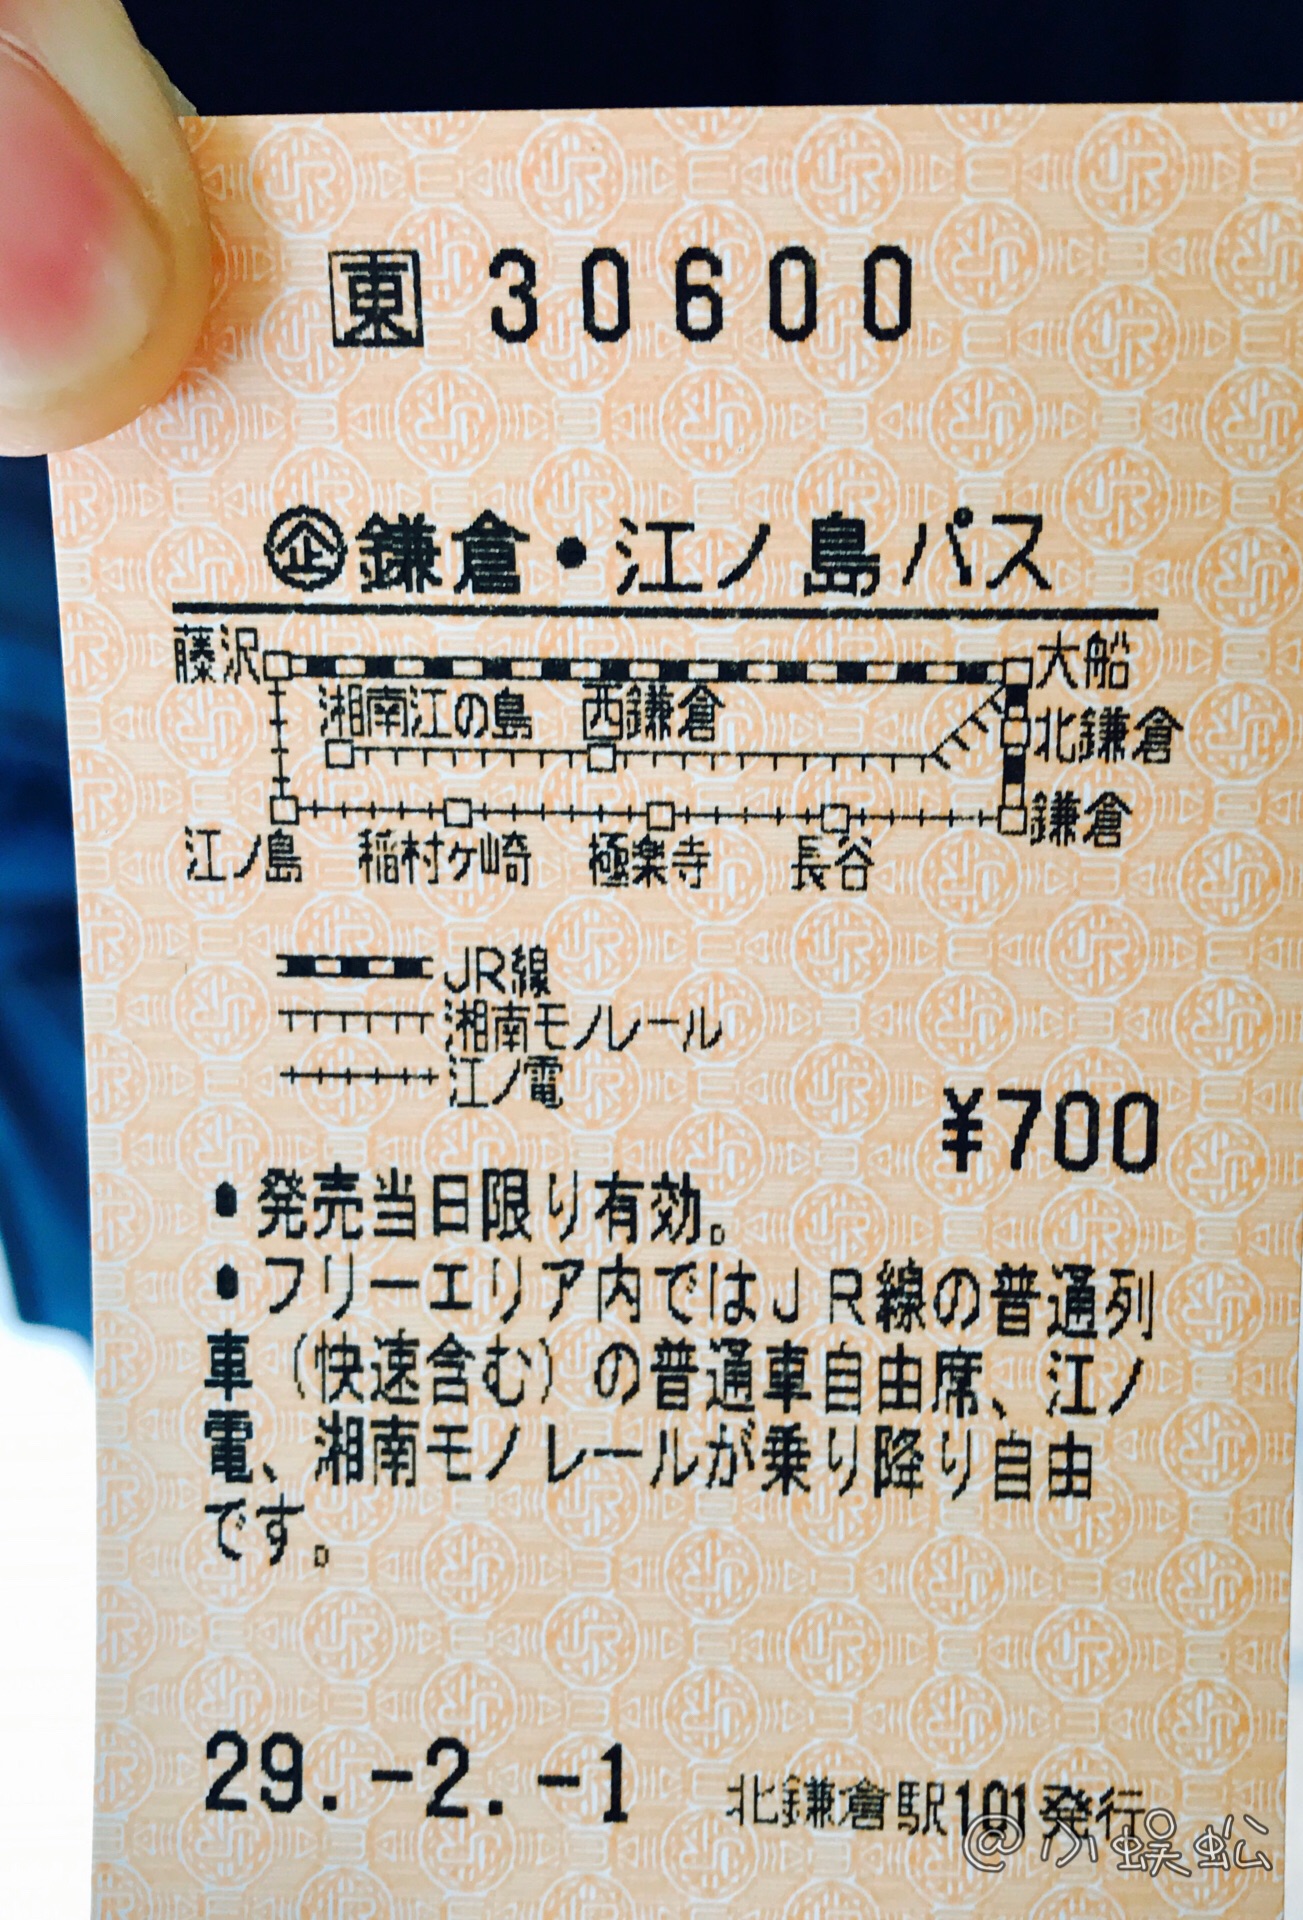 東 30600
企 鎌倉・江ノ島パス
藤沢 大船
湘南江の島 西鎌倉 北鎌倉
鎌倉
江ノ島 稲村ヶ崎 極楽寺 長谷
JR線
湘南モノレール
江ノ電
¥700
●発売当日限り有効。
●フリーエリア内ではJR線の普通列
車（快速含む）の普通車自由席、江ノ
電、湘南モノレールが乗り降り自由
です。
29.-2.-1 北鎌倉駅101発行
@小蜈蚣